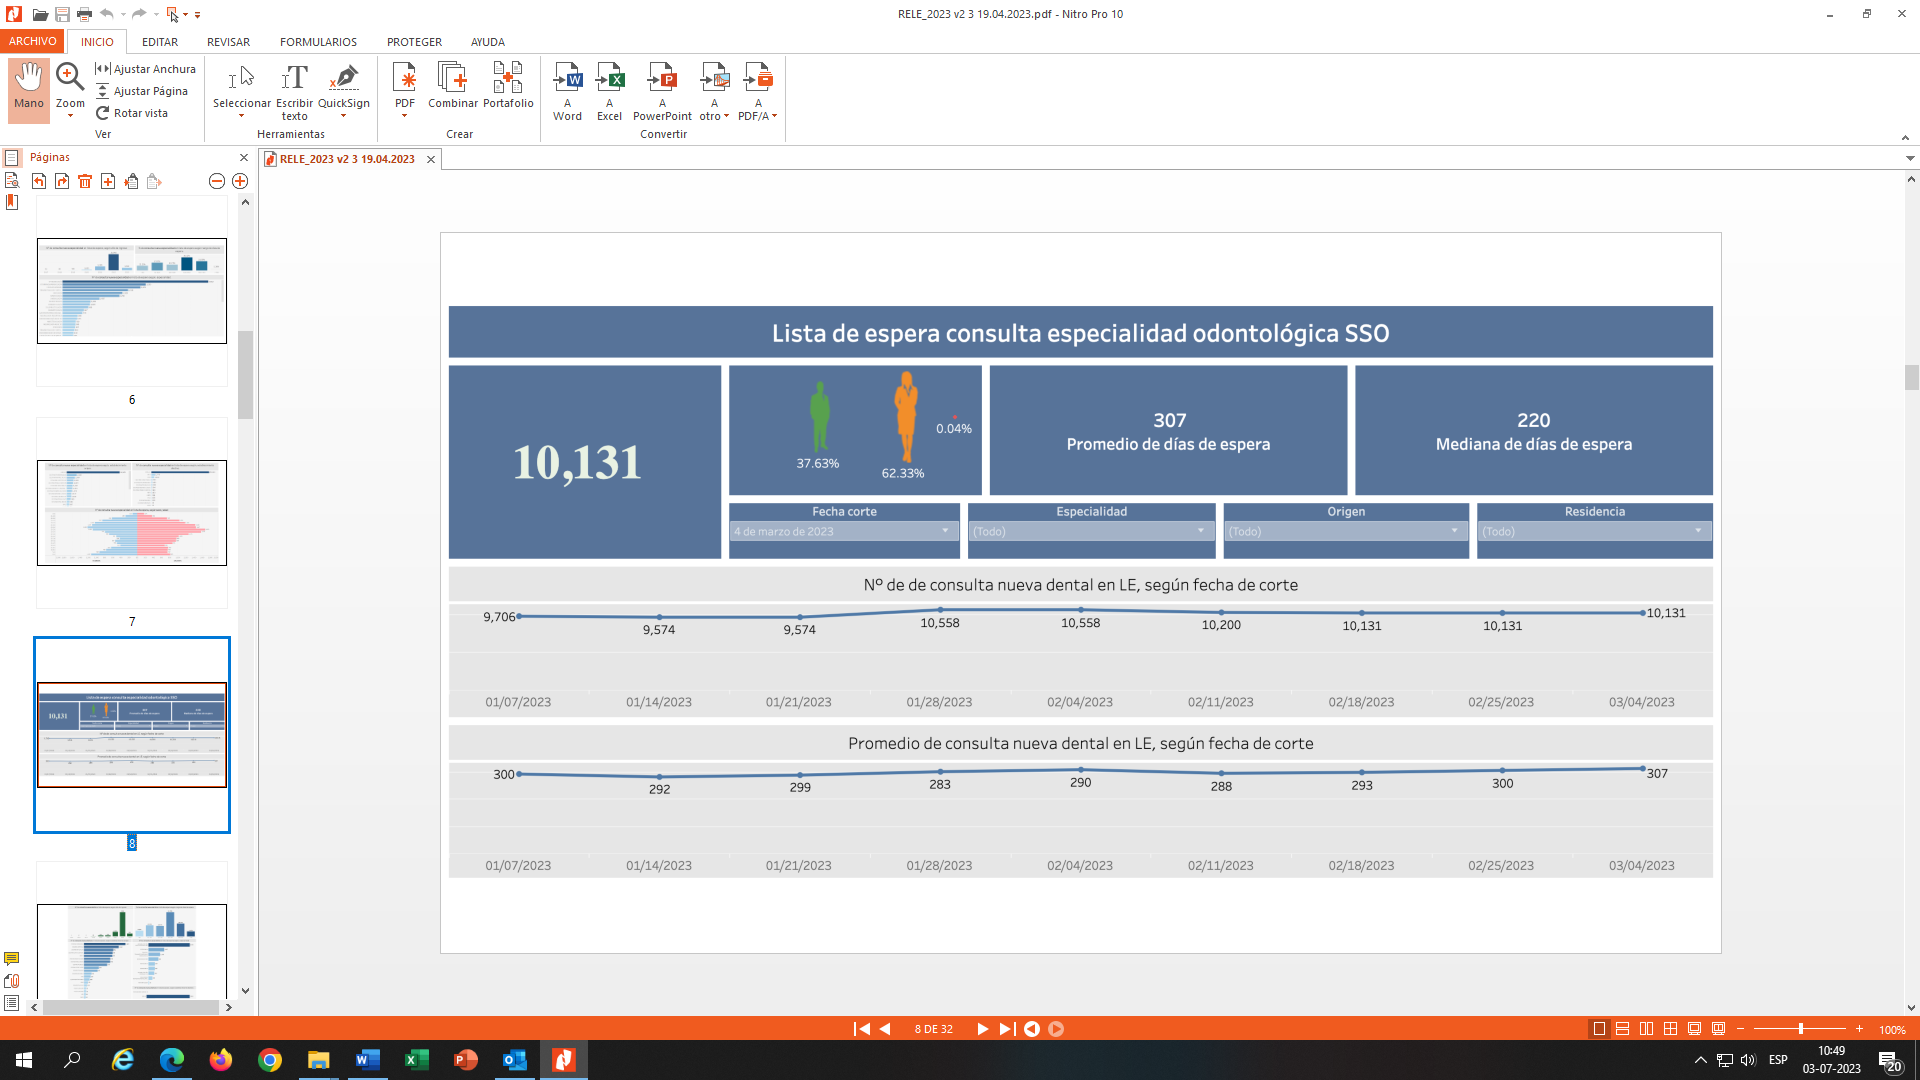 RELE_2023 v2 3 19.04.2023.pdf - Nitro Pro 10
ARCHIVO INICIO EDITAR REVISAR FORMULARIOS PROTEGER AYUDA
Mano
Zoom
Ajustar Anchura
Ajustar Página
Rotar vista
Ver
Seleccionar
Escribir texto
QuickSign
Herramientas
PDF
Combinar
Portafolio
Crear
A Word
A Excel
A PowerPoint
A otro
A PDF/A
Convertir
Páginas
RELE_2023 v2 3 19.04.2023
6
7
8
Lista de espera consulta especialidad odontológica SSO
10,131
37.63%
62.33%
0.04%
307
Promedio de días de espera
220
Mediana de días de espera
Fecha corte
4 de marzo de 2023
Especialidad
(Todo)
Origen
(Todo)
Residencia
(Todo)
Nº de de consulta nueva dental en LE, según fecha de corte
9,706 9,574 9,574 10,558 10,558 10,200 10,131 10,131 10,131
01/07/2023 01/14/2023 01/21/2023 01/28/2023 02/04/2023 02/11/2023 02/18/2023 02/25/2023 03/04/2023
Promedio de consulta nueva dental en LE, según fecha de corte
300 292 299 283 290 288 293 300 307
01/07/2023 01/14/2023 01/21/2023 01/28/2023 02/04/2023 02/11/2023 02/18/2023 02/25/2023 03/04/2023
8 DE 32
100%
ESP
10:49
03-07-2023
20